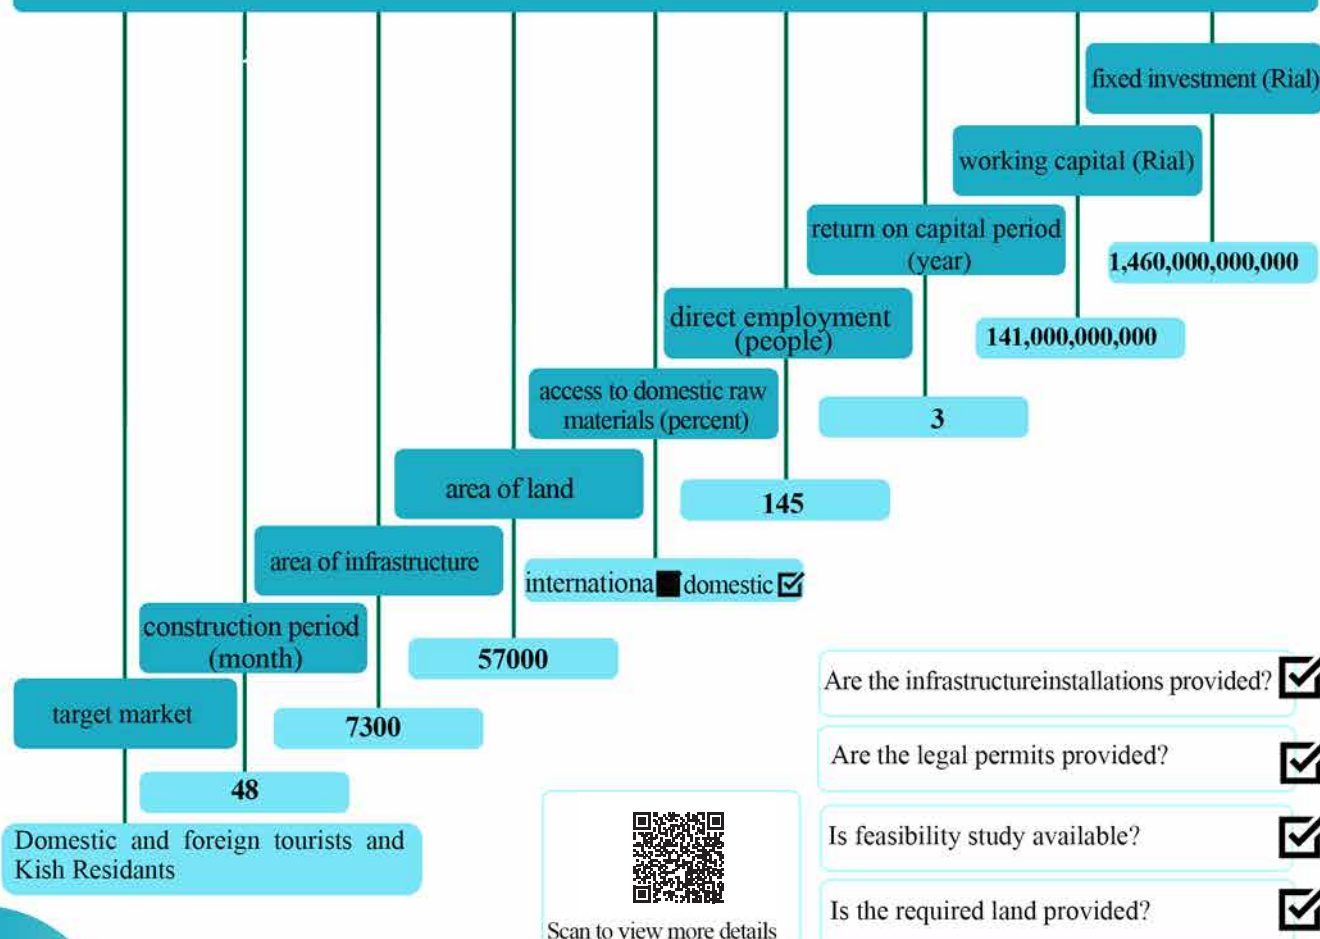 fixed investment (Rial)
1,460,000,000,000
working capital (Rial)
141,000,000,000
return on capital period
(year)
3
direct employment
(people)
145
access to domestic raw
materials (percent)
internationa domestic
area of land
57000
area of infrastructure
7300
construction period
(month)
48
target market
Domestic and foreign tourists and
Kish Residants
Scan to view more details
Are the infrastructureinstallations provided?
Are the legal permits provided?
Is feasibility study available?
Is the required land provided?